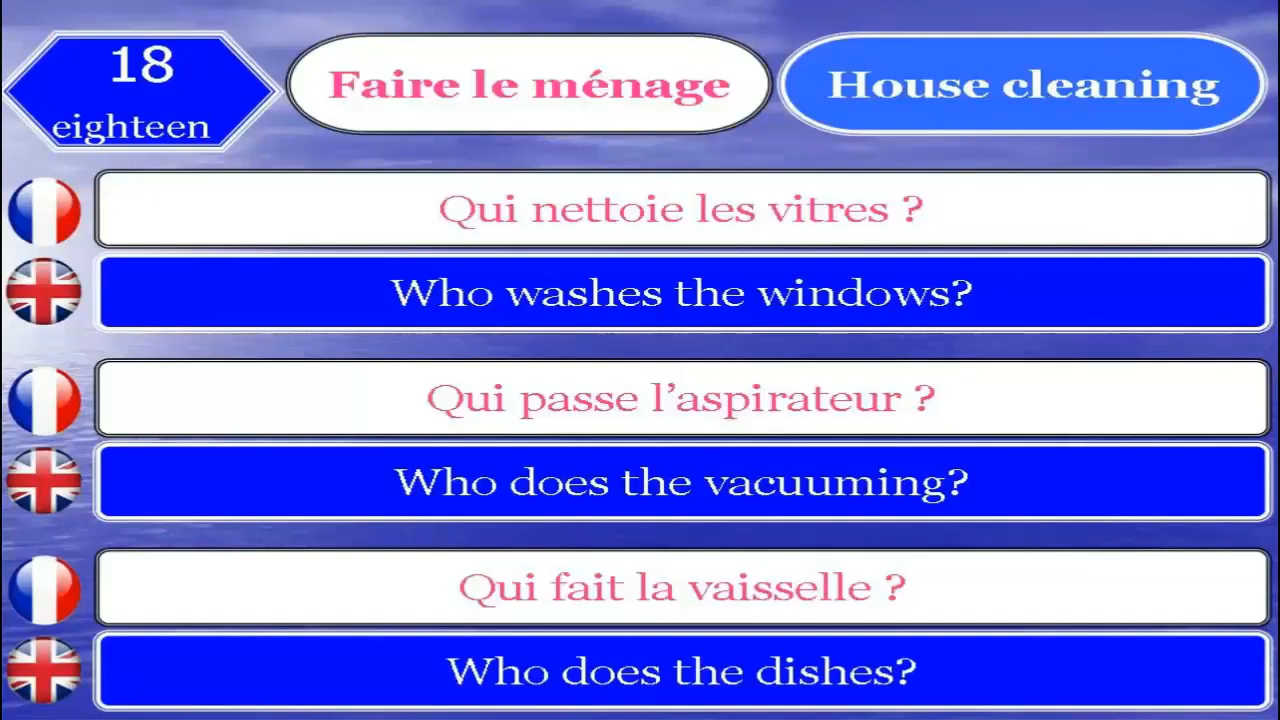 18
eighteen
Faire le ménage
House cleaning
Qui nettoie les vitres ?
Who washes the windows?
Qui passe l’aspirateur ?
Who does the vacuuming?
Qui fait la vaisselle ?
Who does the dishes?